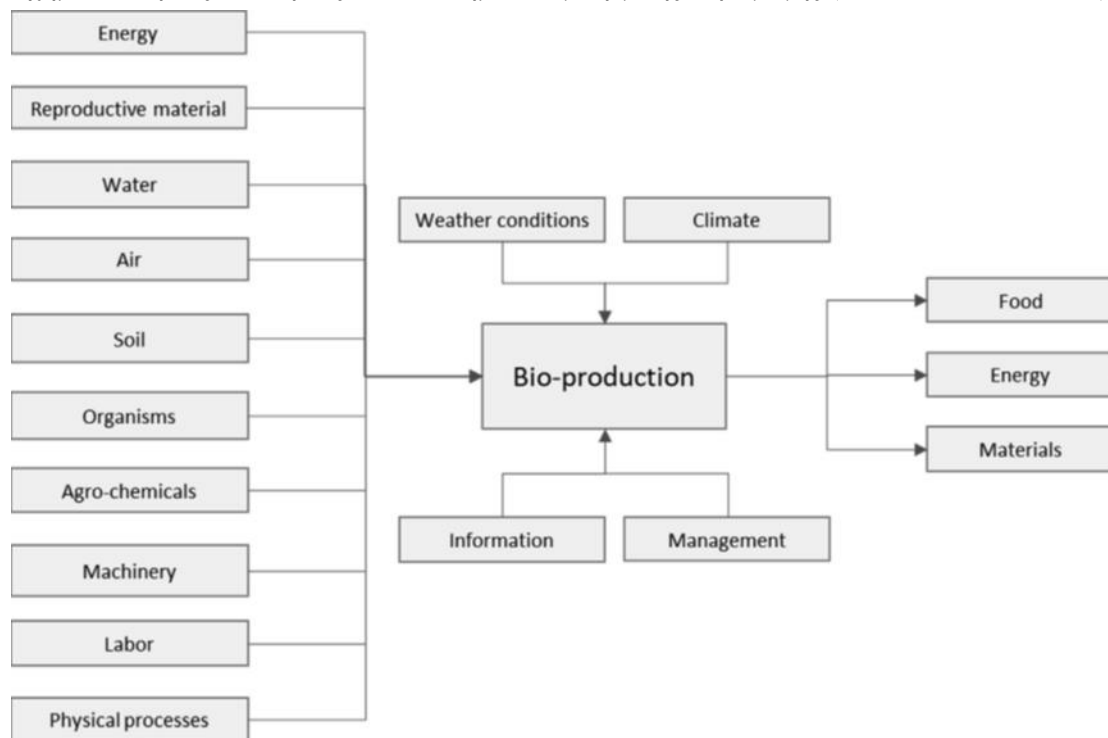 Energy
Reproductive material
Water
Air
Soil
Organisms
Agro-chemicals
Machinery
Labor
Physical processes
Weather conditions
Climate
Bio-production
Information
Management
Food
Energy
Materials